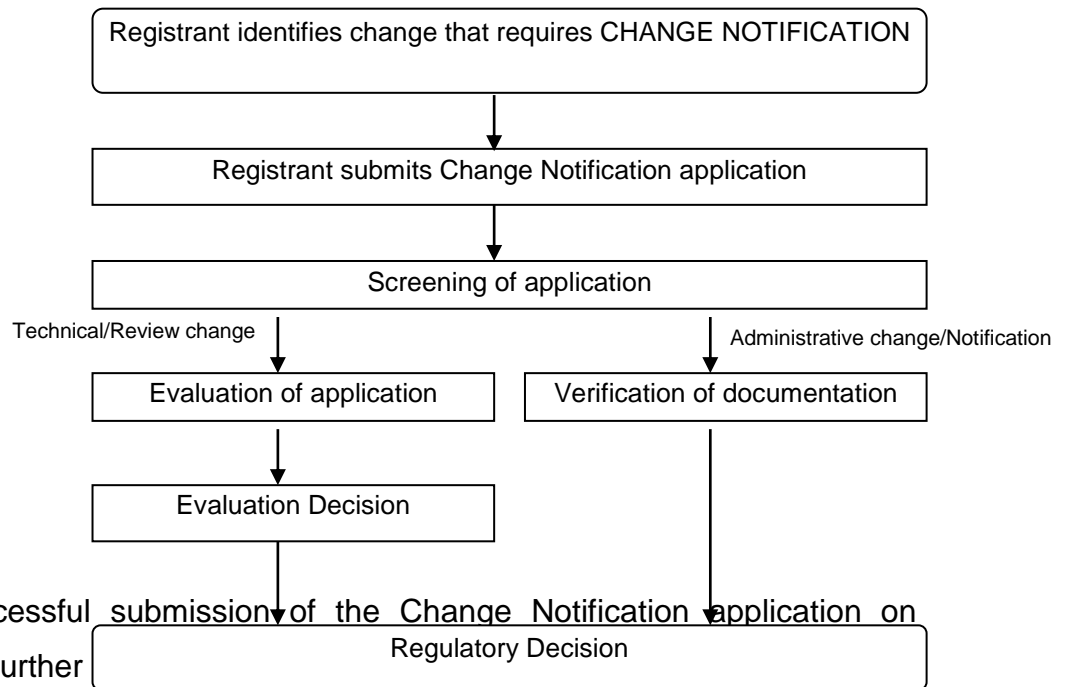 Registrant identifies change that requires CHANGE NOTIFICATION
Registrant submits Change Notification application
Screening of application
Technical/Review change
Administrative change/Notification
Evaluation of application
Verification of documentation
Evaluation Decision
cessful submission of the Change Notification application on
urther
Regulatory Decision